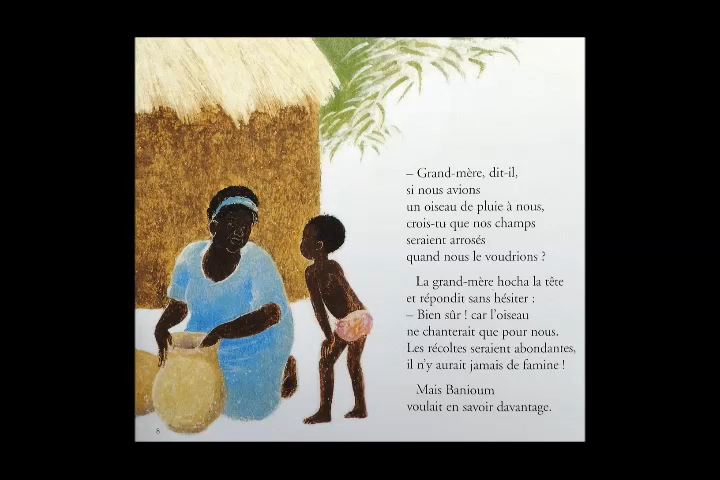 – Grand-mère, dit-il,
si nous avions
un oiseau de pluie à nous,
crois-tu que nos champs
seraient arrosés
quand nous le voudrions ?
La grand-mère hocha la tête
et répondit sans hésiter :
– Bien sûr ! car l'oiseau
ne chanterait que pour nous.
Les récoltes seraient abondantes,
il n'y aurait jamais de famine !
Mais Banioum
voulait en savoir davantage.
8